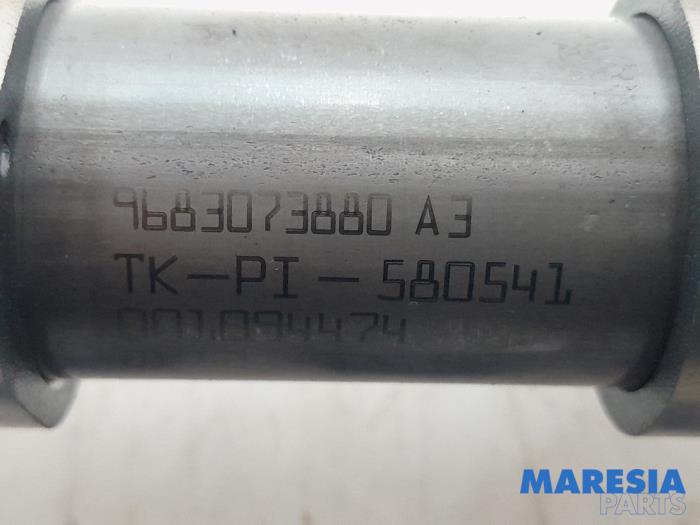 9683073880 A3
TK-PI-580541
001094474
MARESIA
PARTS